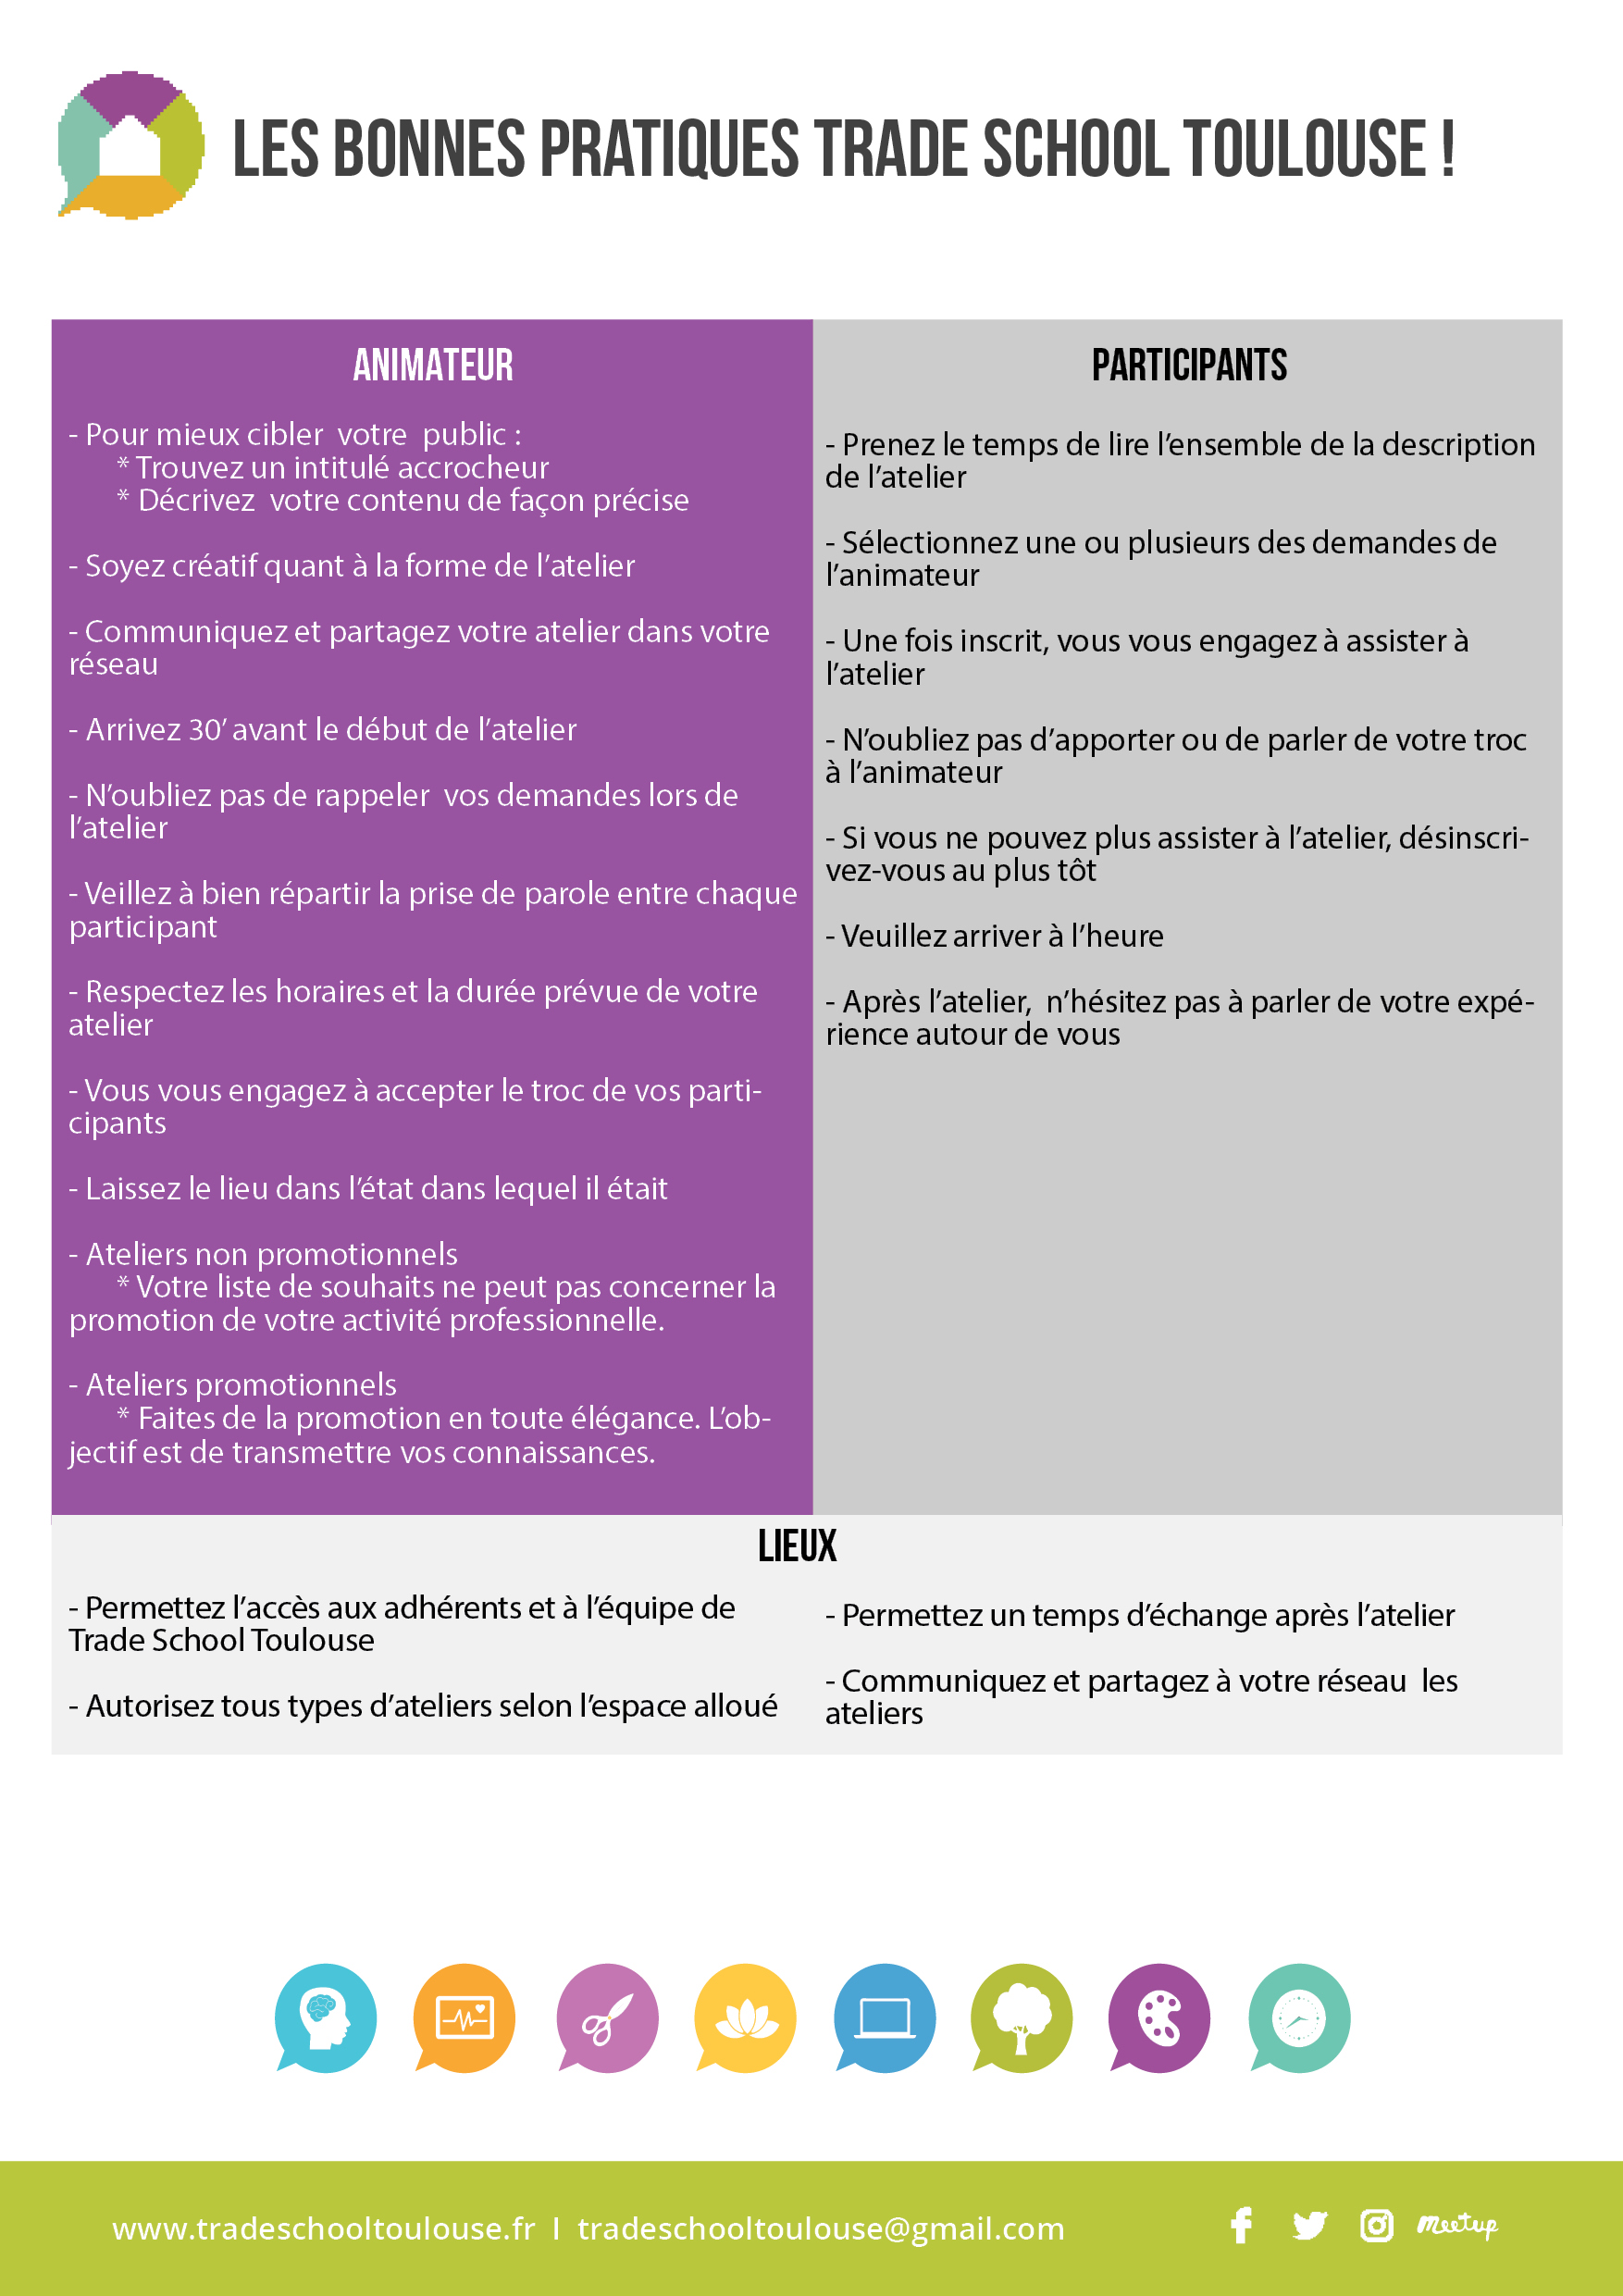 LES BONNES PRATIQUES TRADE SCHOOL TOULOUSE !
ANIMATEUR
- Pour mieux cibler votre public :
* Trouvez un intitulé accrocheur
* Décrivez votre contenu de façon précise
- Soyez créatif quant à la forme de l’atelier
- Communiquez et partagez votre atelier dans votre
réseau
- Arrivez 30’ avant le début de l’atelier
- N’oubliez pas de rappeler vos demandes lors de
l’atelier
- Veillez à bien répartir la prise de parole entre chaque
participant
- Respectez les horaires et la durée prévue de votre
atelier
- Vous vous engagez à accepter le troc de vos parti-
cipants
- Laissez le lieu dans l’état dans lequel il était
- Ateliers non promotionnels
* Votre liste de souhaits ne peut pas concerner la
promotion de votre activité professionnelle.
- Ateliers promotionnels
* Faites de la promotion en toute élégance. L’ob-
jectif est de transmettre vos connaissances.
PARTICIPANTS
- Prenez le temps de lire l’ensemble de la description
de l’atelier
- Sélectionnez une ou plusieurs des demandes de
l’animateur
- Une fois inscrit, vous vous engagez à assister à
l’atelier
- N’oubliez pas d’apporter ou de parler de votre troc
à l’animateur
- Si vous ne pouvez plus assister à l’atelier, désinscri-
vez-vous au plus tôt
- Veuillez arriver à l’heure
- Après l’atelier, n’hésitez pas à parler de votre expé-
rience autour de vous
LIEUX
- Permettez l’accès aux adhérents et à l’équipe de
Trade School Toulouse
- Autorisez tous types d’ateliers selon l’espace alloué
- Permettez un temps d’échange après l’atelier
- Communiquez et partagez à votre réseau les
ateliers
www.tradeschooltoulouse.fr I tradeschooltoulouse@gmail.com
meetup